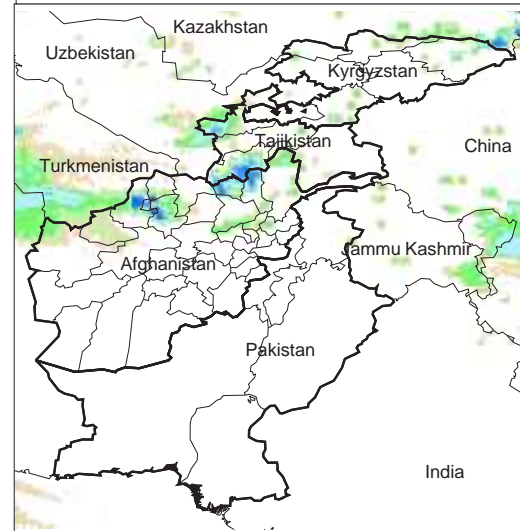 Kazakhstan
Uzbekistan
Kyrgyzstan
Tajikistan
China
Turkmenistan
Jammu Kashmir
Afghanistan
Pakistan
India